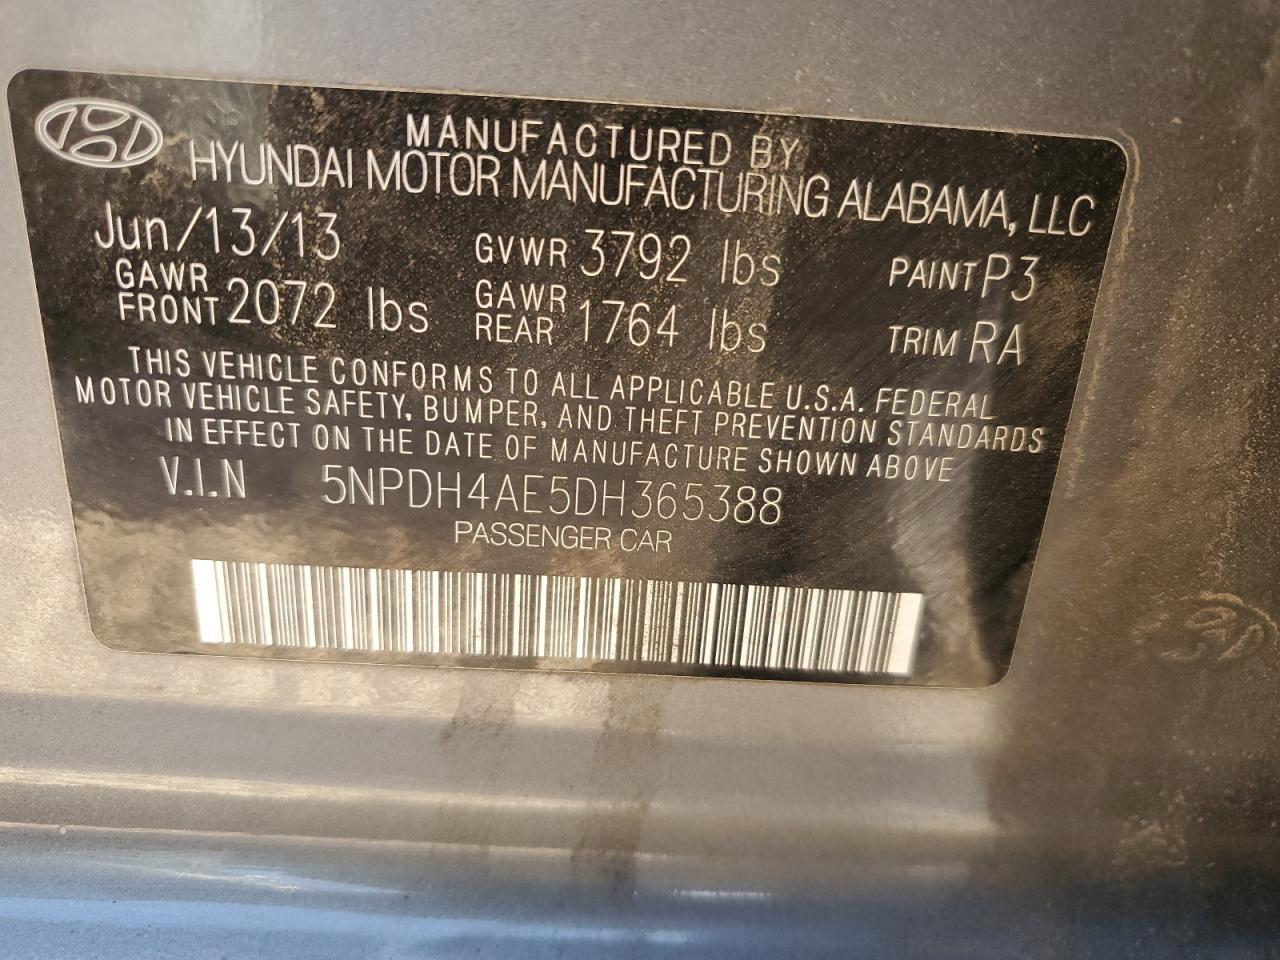 MANUFACTURED BY
HYUNDAI MOTOR MANUFACTURING ALABAMA, LLC
Jun/13/13 GVWR 3792 lbs PAINT P3
GAWR FRONT 2072 lbs GAWR REAR 1764 lbs TRIM RA
THIS VEHICLE CONFORMS TO ALL APPLICABLE U.S.A. FEDERAL
MOTOR VEHICLE SAFETY, BUMPER, AND THEFT PREVENTION STANDARDS
IN EFFECT ON THE DATE OF MANUFACTURE SHOWN ABOVE
V.I.N 5NPDH4AE5DH365388
PASSENGER CAR